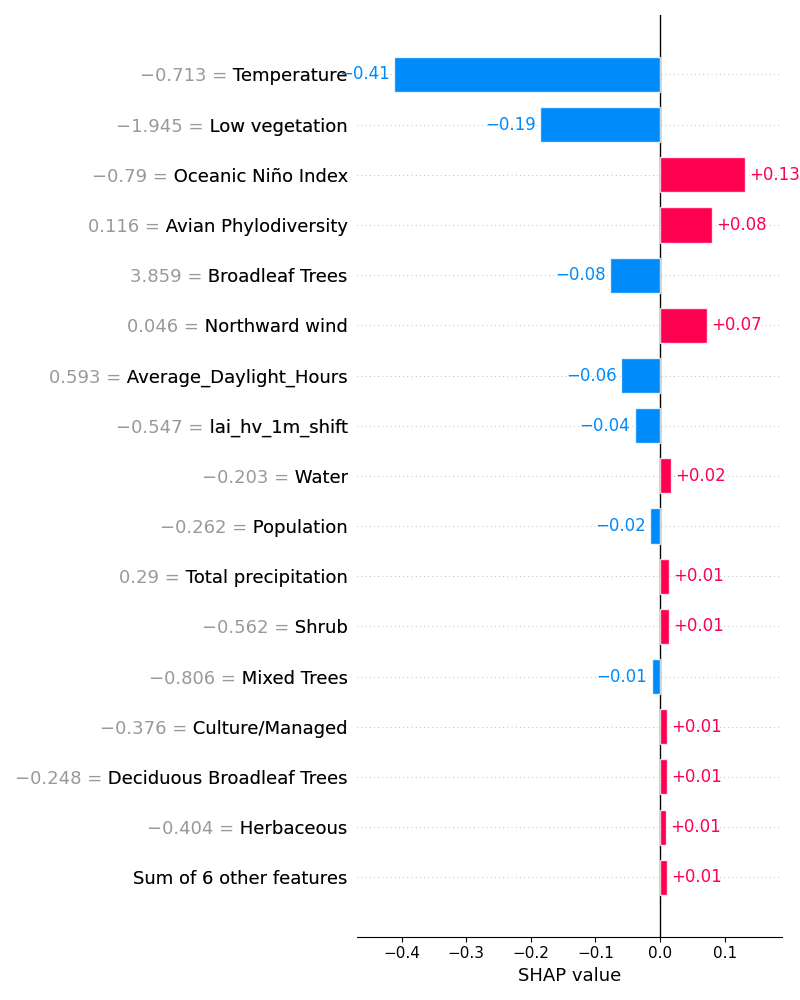 −0.713 = Temperature −0.41
−1.945 = Low vegetation −0.19
−0.79 = Oceanic Niño Index +0.13
0.116 = Avian Phylodiversity +0.08
3.859 = Broadleaf Trees −0.08
0.046 = Northward wind +0.07
0.593 = Average_Daylight_Hours −0.06
−0.547 = lai_hv_1m_shift −0.04
−0.203 = Water +0.02
−0.262 = Population −0.02
0.29 = Total precipitation +0.01
−0.562 = Shrub +0.01
−0.806 = Mixed Trees −0.01
−0.376 = Culture/Managed +0.01
−0.248 = Deciduous Broadleaf Trees +0.01
−0.404 = Herbaceous +0.01
Sum of 6 other features +0.01
−0.4 −0.3 −0.2 −0.1 0.0 0.1
SHAP value